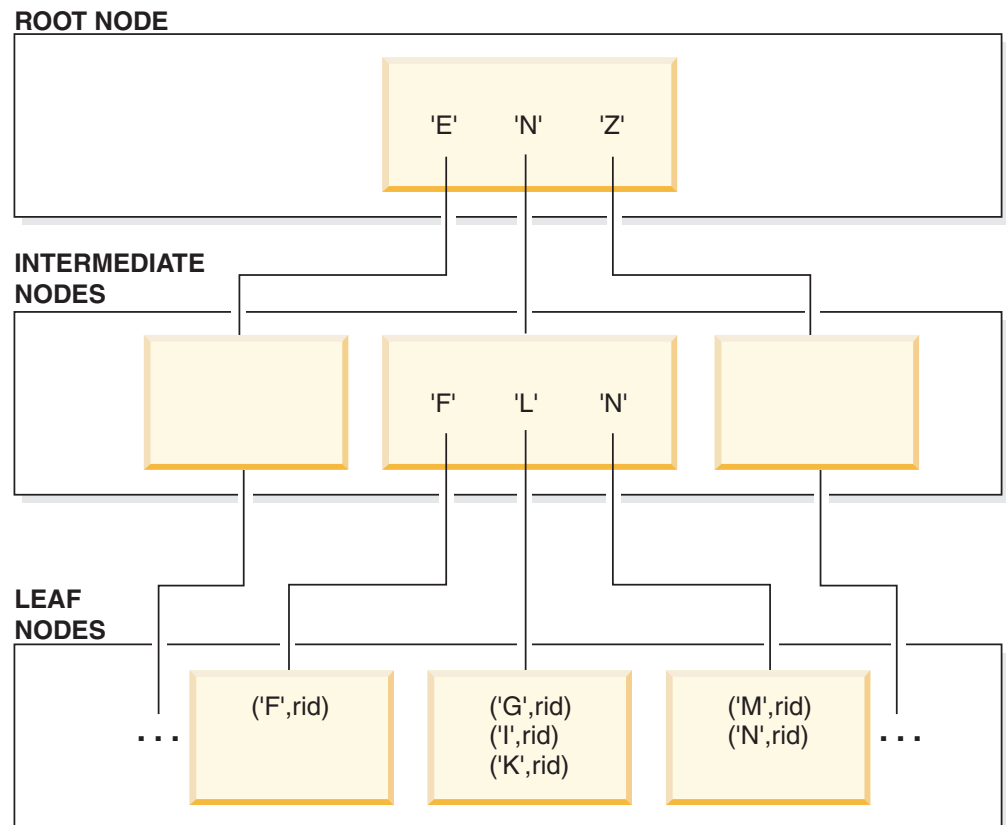 ROOT NODE
'E' 'N' 'Z'
INTERMEDIATE
NODES
'F' 'L' 'N'
LEAF
NODES
('F',rid) ('G',rid) ('M',rid)
('I',rid) ('N',rid)
. . . . . .
('K',rid)